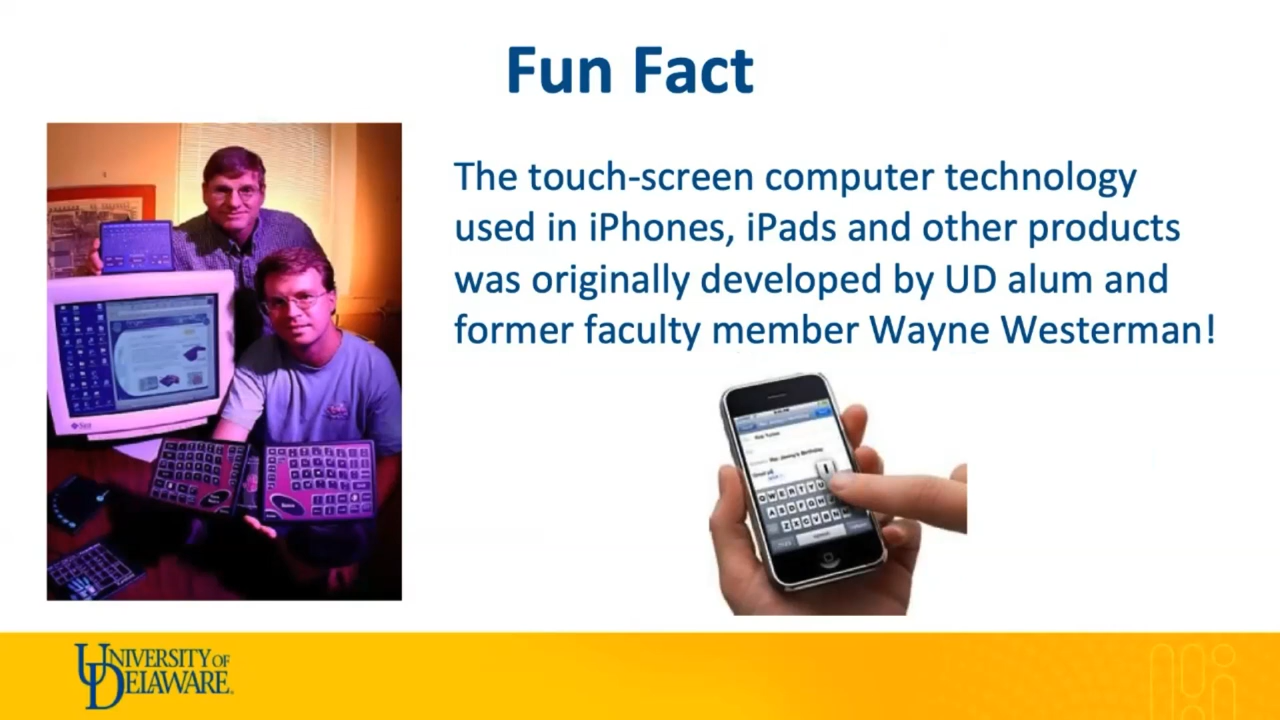 Fun Fact
The touch-screen computer technology
used in iPhones, iPads and other products
was originally developed by UD alum and
former faculty member Wayne Westerman!
UNIVERSITY OF
DELAWARE